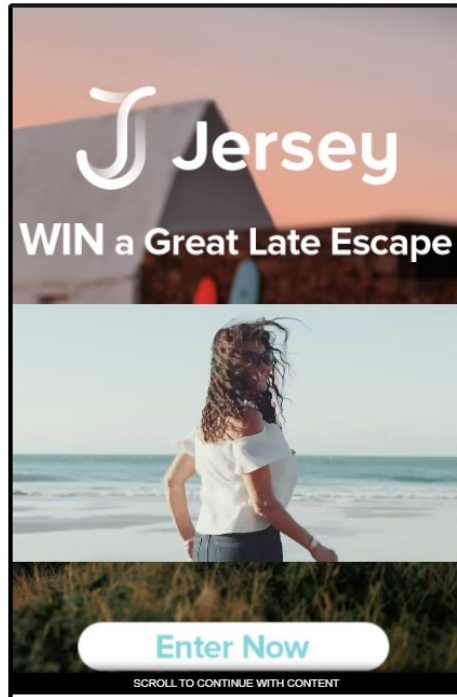 Jersey
WIN a Great Late Escape
Enter Now
SCROLL TO CONTINUE WITH CONTENT